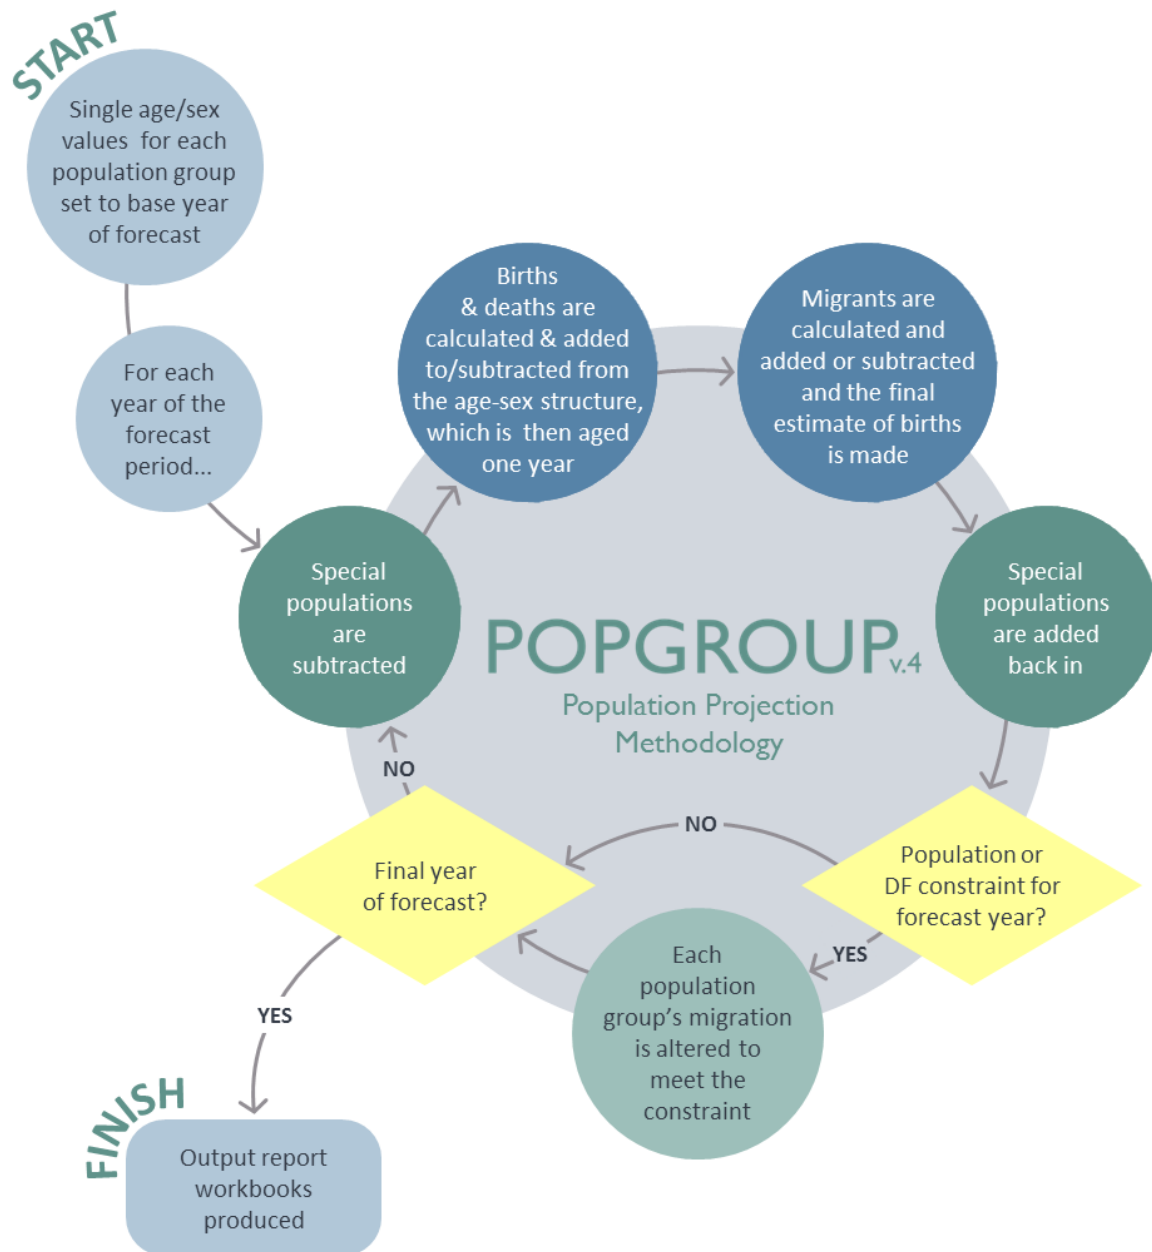 START
Single age/sex
values for each
population group
set to base year
of forecast
For each
year of the
forecast
period...
Special
populations
are
subtracted
Births
& deaths are
calculated & added
to/subtracted from
the age-sex structure,
which is then aged
one year
Migrants are
calculated and
added or subtracted
and the final
estimate of births
is made
Special
populations
are added
back in
POPGROUP v.4
Population Projection
Methodology
Population or
DF constraint for
forecast year?
NO
YES
Each
population
group’s migration
is altered to
meet the
constraint
Final year
of forecast?
NO
YES
FINISH
Output report
workbooks
produced